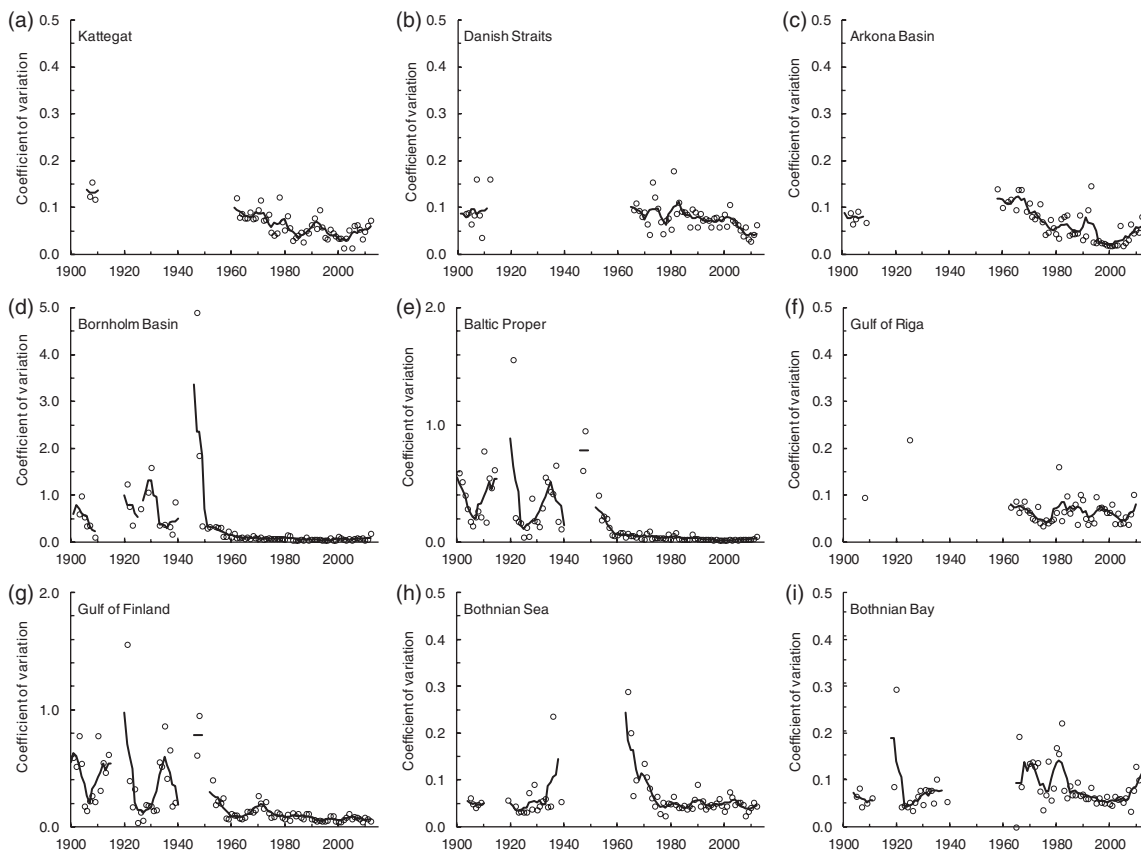 (a)
Kattegat
Coefficient of variation
0.5
0.4
0.3
0.2
0.1
0.0
1900 1920 1940 1960 1980 2000
(b)
Danish Straits
Coefficient of variation
0.5
0.4
0.3
0.2
0.1
0.0
1900 1920 1940 1960 1980 2000
(c)
Arkona Basin
Coefficient of variation
0.5
0.4
0.3
0.2
0.1
0.0
1900 1920 1940 1960 1980 2000
(d)
Bornholm Basin
Coefficient of variation
5.0
4.0
3.0
2.0
1.0
0.0
1900 1920 1940 1960 1980 2000
(e)
Baltic Proper
Coefficient of variation
2.0
1.0
0.0
1900 1920 1940 1960 1980 2000
(f)
Gulf of Riga
Coefficient of variation
0.5
0.4
0.3
0.2
0.1
0.0
1900 1920 1940 1960 1980 2000
(g)
Gulf of Finland
Coefficient of variation
2.0
1.0
0.0
1900 1920 1940 1960 1980 2000
(h)
Bothnian Sea
Coefficient of variation
0.5
0.4
0.3
0.2
0.1
0.0
1900 1920 1940 1960 1980 2000
(i)
Bothnian Bay
Coefficient of variation
0.5
0.4
0.3
0.2
0.1
0.0
1900 1920 1940 1960 1980 2000